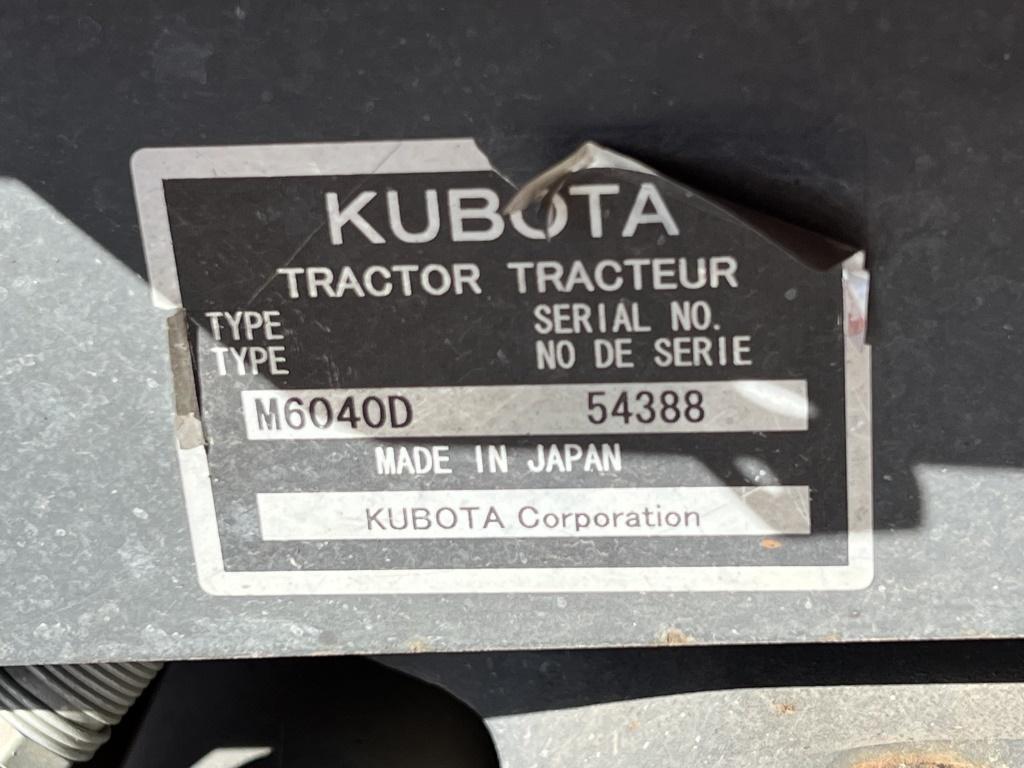 KUBOTA
TRACTOR TRACTEUR
TYPE SERIAL NO.
TYPE NO DE SERIE
M6040D 54388
MADE IN JAPAN
KUBOTA Corporation